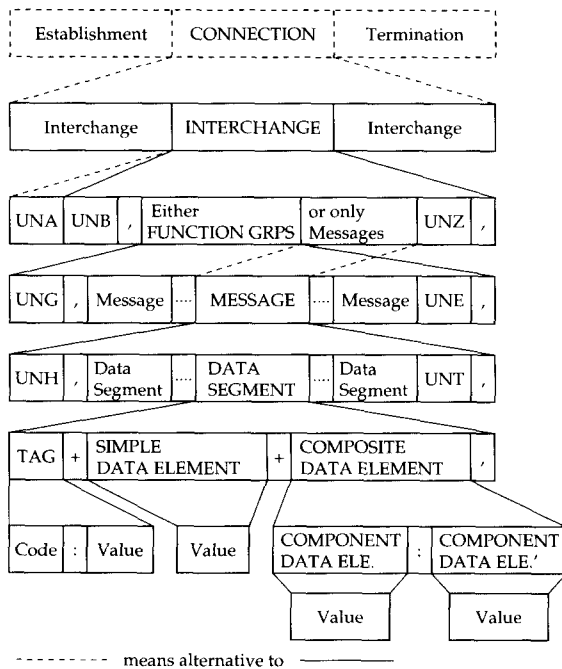 Establishment CONNECTION Termination
Interchange INTERCHANGE Interchange
UNA UNB , Either FUNCTION GRPS or only Messages UNZ ,
UNG , Message .... MESSAGE .... Message UNE ,
UNH , Data Segment .... DATA SEGMENT .... Data Segment UNT ,
TAG + SIMPLE DATA ELEMENT + COMPOSITE DATA ELEMENT ,
Code : Value Value COMPONENT DATA ELE. : COMPONENT DATA ELE.'
Value Value
means alternative to